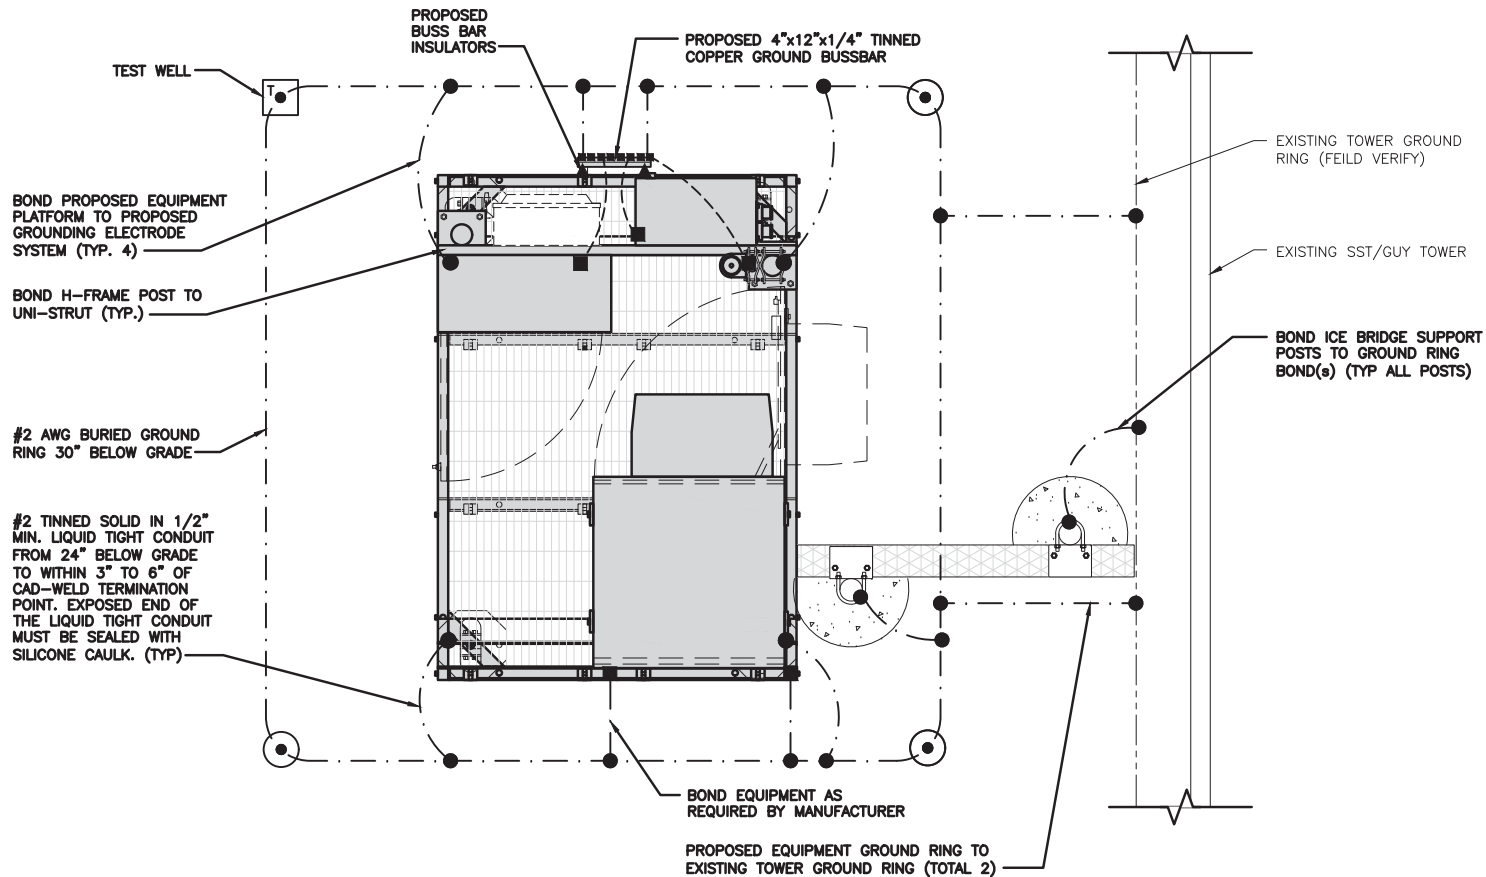 PROPOSED
BUSS BAR
INSULATORS
PROPOSED 4"x12"x1/4" TINNED
COPPER GROUND BUSSBAR
TEST WELL
T
EXISTING TOWER GROUND
RING (FEILD VERIFY)
BOND PROPOSED EQUIPMENT
PLATFORM TO PROPOSED
GROUNDING ELECTRODE
SYSTEM (TYP. 4)
EXISTING SST/GUY TOWER
BOND H-FRAME POST TO
UNI-STRUT (TYP.)
BOND ICE BRIDGE SUPPORT
POSTS TO GROUND RING
BOND(s) (TYP ALL POSTS)
#2 AWG BURIED GROUND
RING 30" BELOW GRADE
#2 TINNED SOLID IN 1/2"
MIN. LIQUID TIGHT CONDUIT
FROM 24" BELOW GRADE
TO WITHIN 3" TO 6" OF
CAD-WELD TERMINATION
POINT. EXPOSED END OF
THE LIQUID TIGHT CONDUIT
MUST BE SEALED WITH
SILICONE CAULK. (TYP)
BOND EQUIPMENT AS
REQUIRED BY MANUFACTURER
PROPOSED EQUIPMENT GROUND RING TO
EXISTING TOWER GROUND RING (TOTAL 2)